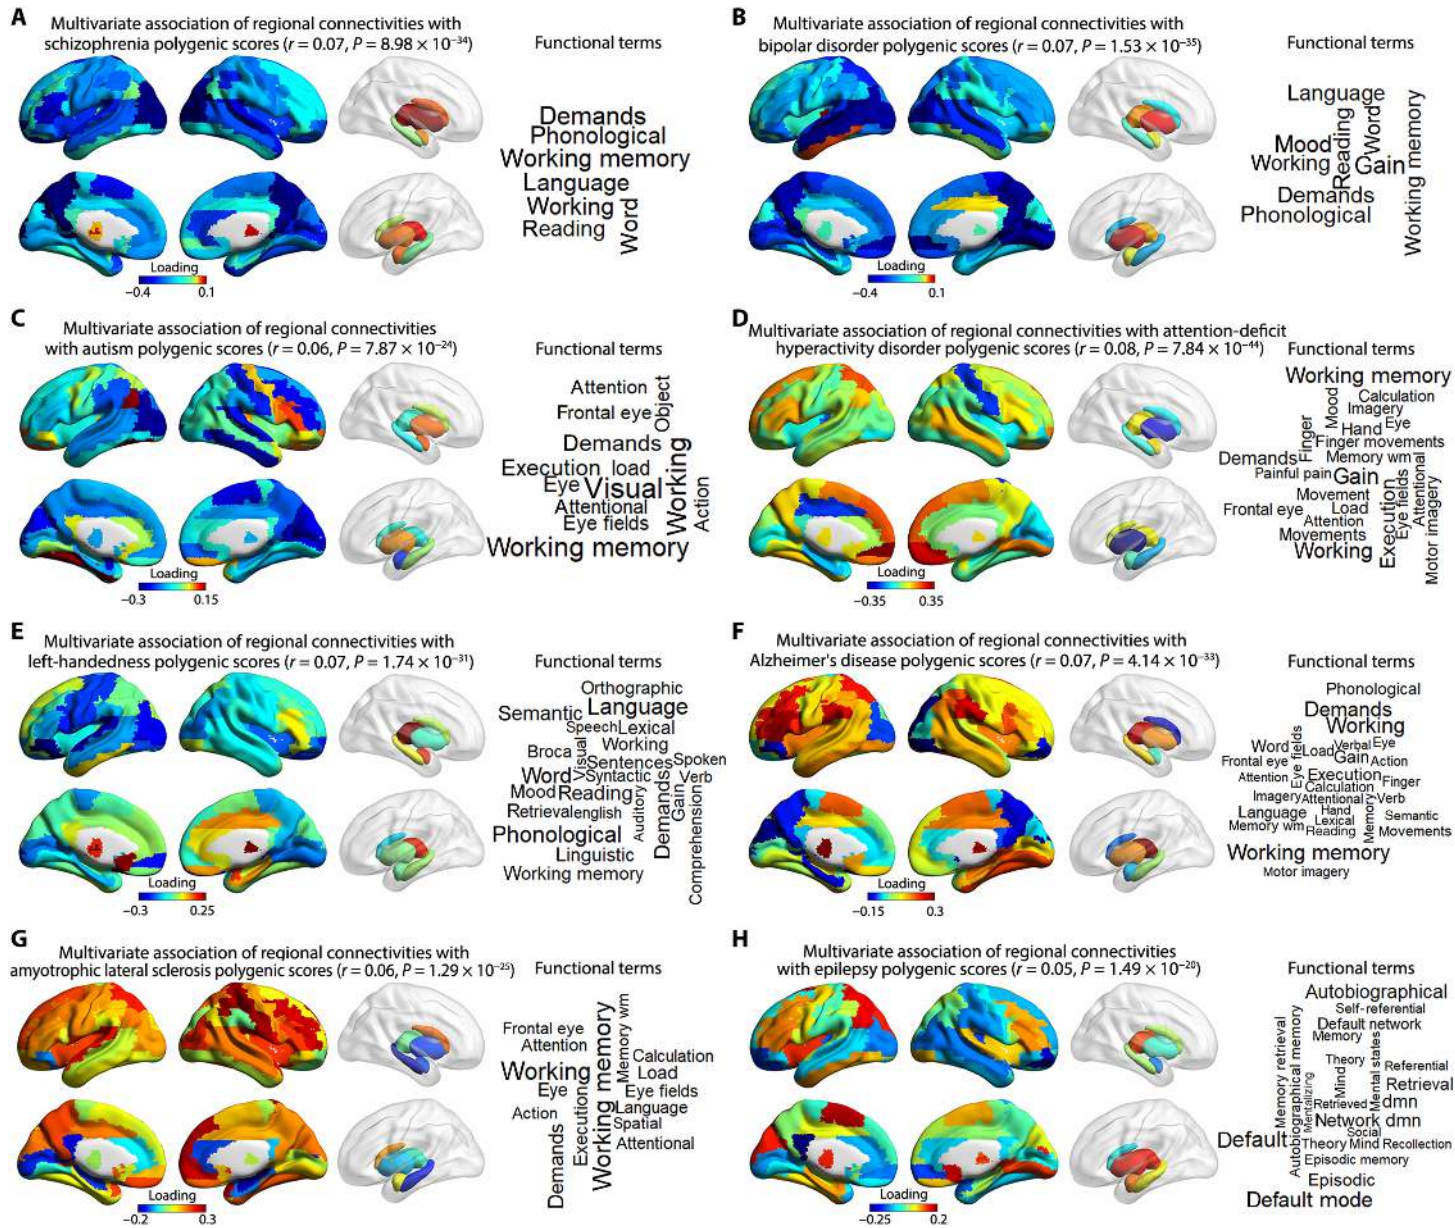 A
Multivariate association of regional connectivities with
schizophrenia polygenic scores (r = 0.07, P = 8.98 × 10⁻³⁴)
Functional terms
Demands
Phonological
Working memory
Language
Working
Reading
Word
Loading
−0.4 0.1
B
Multivariate association of regional connectivities with
bipolar disorder polygenic scores (r = 0.07, P = 1.53 × 10⁻³⁵)
Functional terms
Language
Word
Reading
Mood
Working
Gain
Working memory
Demands
Phonological
Loading
−0.4 0.1
C
Multivariate association of regional connectivities
with autism polygenic scores (r = 0.06, P = 7.87 × 10⁻²⁴)
Functional terms
Attention
Object
Frontal eye
Demands
Execution load
Eye Visual
Working
Action
Attentional
Eye fields
Working memory
Loading
−0.3 0.15
D
Multivariate association of regional connectivities with attention-deficit
hyperactivity disorder polygenic scores (r = 0.08, P = 7.84 × 10⁻⁴⁴)
Functional terms
Working memory
Mood
Calculation
Imagery
Hand Eye
Finger
Finger movements
Demands
Memory wm
Painful pain
Gain
Movement
Frontal eye
Load
Attention
Movements
Working
Execution
Eye fields
Attentional
Motor imagery
Loading
−0.35 0.35
E
Multivariate association of regional connectivities with
left-handedness polygenic scores (r = 0.07, P = 1.74 × 10⁻³¹)
Functional terms
Orthographic
Semantic
Language
Speech Lexical
Working
Broca
Visual
Sentences Spoken
Word Syntactic Verb
Mood Reading
Retrieval english
Auditory
Demands
Gain
Comprehension
Phonological
Linguistic
Working memory
Loading
−0.3 0.25
F
Multivariate association of regional connectivities with
Alzheimer's disease polygenic scores (r = 0.07, P = 4.14 × 10⁻³³)
Functional terms
Phonological
Demands
Working
Word
Eye fields
Load
Verbal Eye
Frontal eye
Gain Action
Attention
Execution Finger
Calculation
Imagery Attentional Verb
Language
Hand
Lexical
Memory
Semantic
Memory wm Reading
Movements
Working memory
Motor imagery
Loading
−0.15 0.3
G
Multivariate association of regional connectivities with
amyotrophic lateral sclerosis polygenic scores (r = 0.06, P = 1.29 × 10⁻²⁵)
Functional terms
Frontal eye
Attention
Working
Eye
Action
Demands
Execution
Working memory
Memory wm
Calculation
Load
Eye fields
Language
Spatial
Attentional
Loading
−0.2 0.3
H
Multivariate association of regional connectivities
with epilepsy polygenic scores (r = 0.05, P = 1.49 × 10⁻²⁰)
Functional terms
Autobiographical
Self-referential
Default network
Memory
Memory retrieval
Autobiographical memory
Theory
Mind
Mental states
Mentalizing
Referential
Retrieval
Retrieved dmn
Network dmn
Social
Default
Theory Mind Recollection
Episodic memory
Episodic
Default mode
Loading
−0.25 0.2